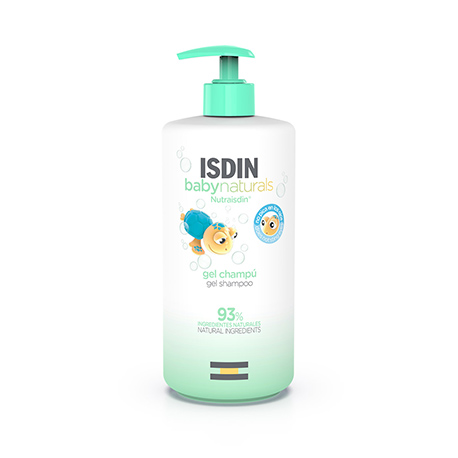 ISDIN
babynaturals
Nutraisdin®
gel champú
gel shampoo
93%
INGREDIENTES NATURALES
NATURAL INGREDIENTS